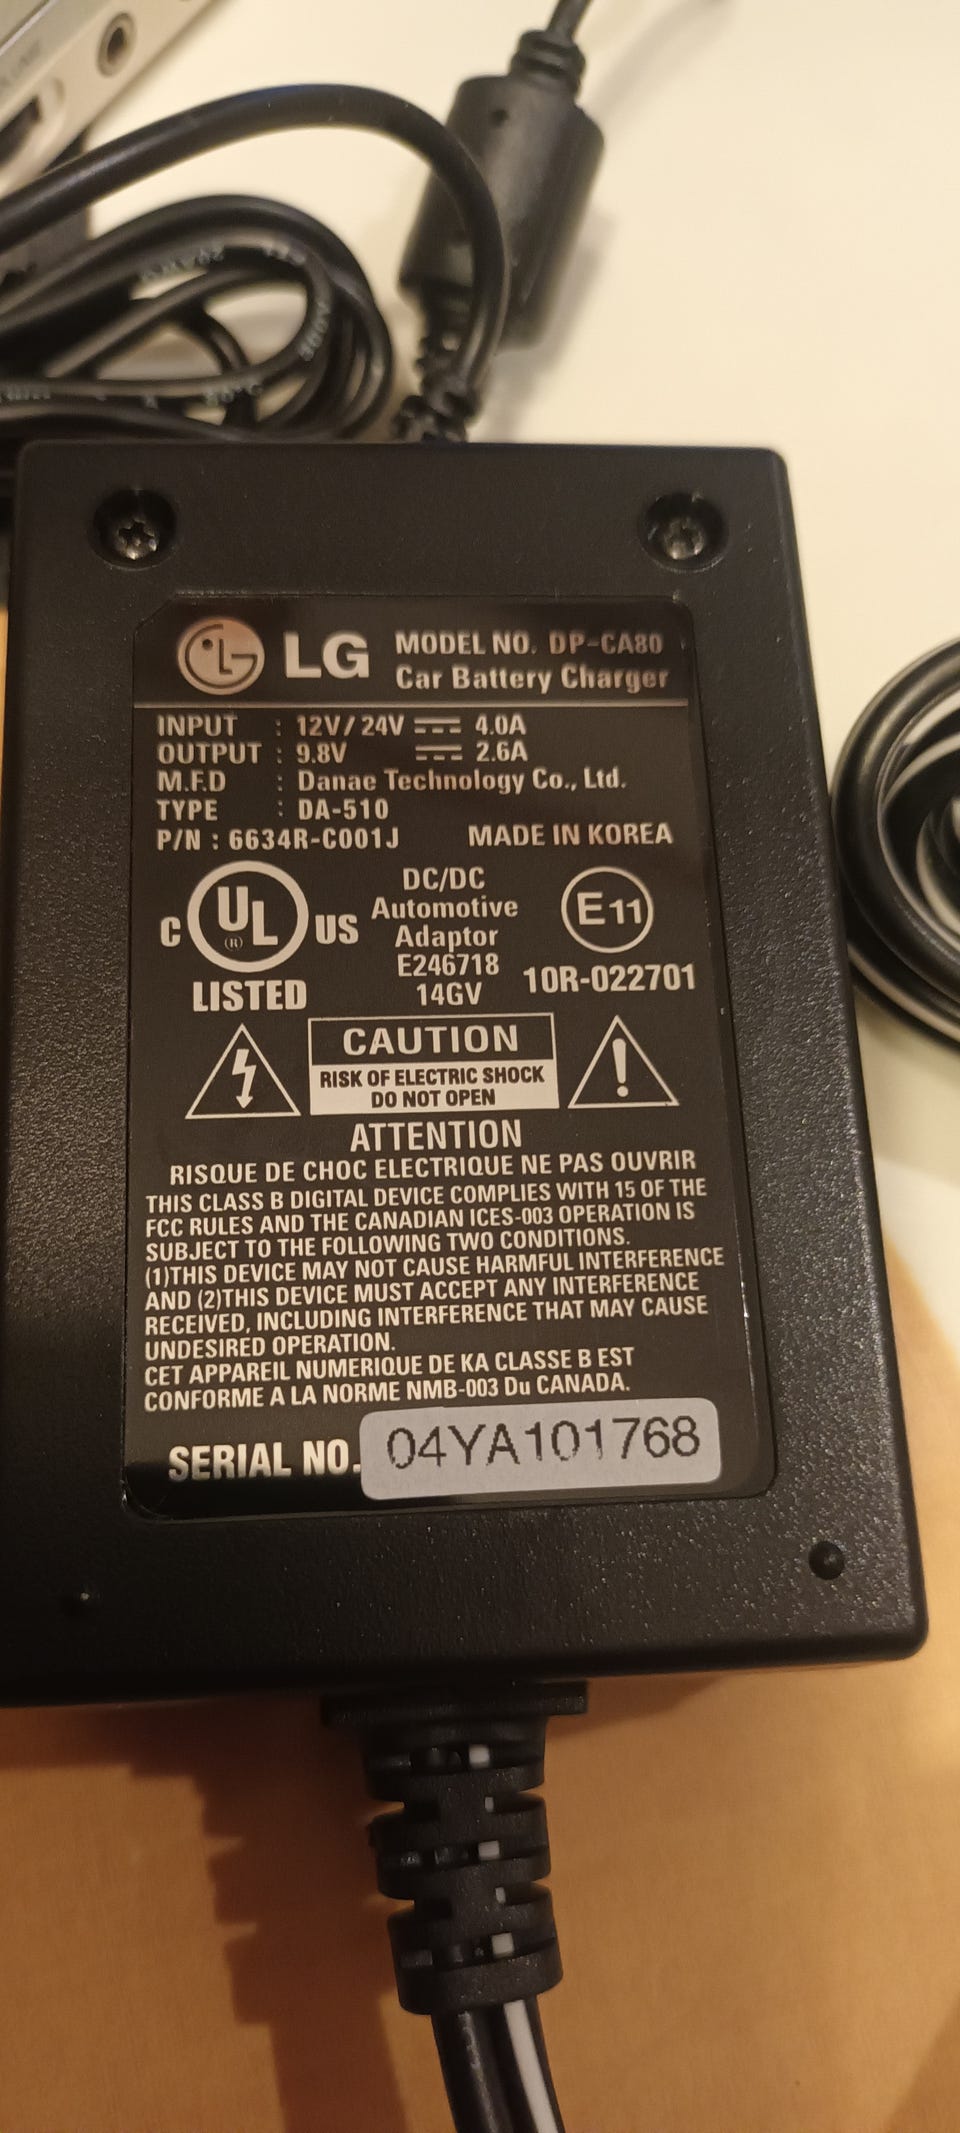 LG MODEL NO. DP-CA80
Car Battery Charger
INPUT : 12V/24V 4.0A
OUTPUT : 9.8V 2.6A
M.F.D : Danae Technology Co., Ltd.
TYPE : DA-510
P/N : 6634R-C001J MADE IN KOREA
C UL (R) US
LISTED
DC/DC
Automotive
Adaptor
E246718
14GV
E11
10R-022701
CAUTION
RISK OF ELECTRIC SHOCK
DO NOT OPEN
ATTENTION
RISQUE DE CHOC ELECTRIQUE NE PAS OUVRIR
THIS CLASS B DIGITAL DEVICE COMPLIES WITH 15 OF THE
FCC RULES AND THE CANADIAN ICES-003 OPERATION IS
SUBJECT TO THE FOLLOWING TWO CONDITIONS.
(1)THIS DEVICE MAY NOT CAUSE HARMFUL INTERFERENCE
AND (2)THIS DEVICE MUST ACCEPT ANY INTERFERENCE
RECEIVED, INCLUDING INTERFERENCE THAT MAY CAUSE
UNDESIRED OPERATION.
CET APPAREIL NUMERIQUE DE KA CLASSE B EST
CONFORME A LA NORME NMB-003 Du CANADA.
SERIAL NO. 04YA101768